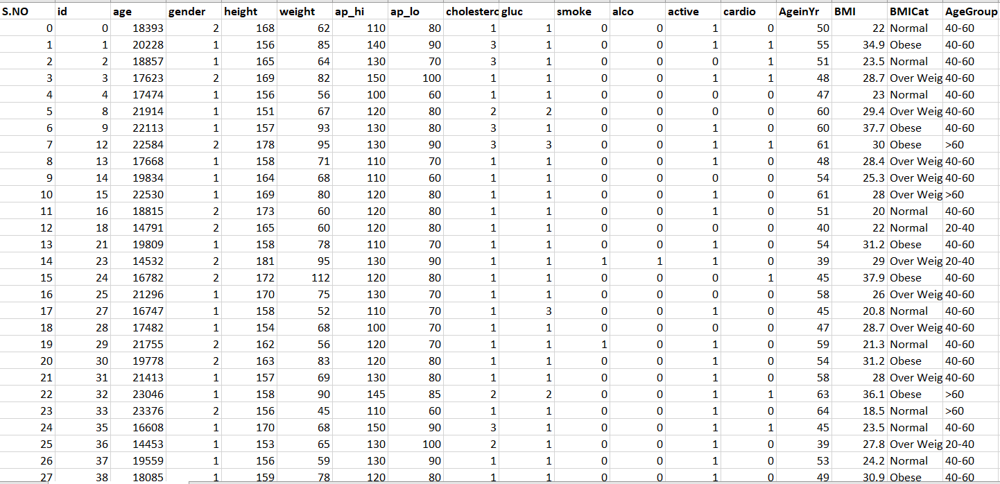 S.NO id age gender height weight ap_hi ap_lo cholesterc gluc smoke alco active cardio AgeinYr BMI BMICat AgeGroup
0 0 18393 2 168 62 110 80 1 1 0 0 1 0 50 22 Normal 40-60
1 1 20228 1 156 85 140 90 3 1 0 0 1 1 55 34.9 Obese 40-60
2 2 18857 1 165 64 130 70 3 1 0 0 0 1 51 23.5 Normal 40-60
3 3 17623 2 169 82 150 100 1 1 0 0 1 1 48 28.7 Over Weig 40-60
4 4 17474 1 156 56 100 60 1 1 0 0 0 0 47 23 Normal 40-60
5 8 21914 1 151 67 120 80 2 2 0 0 0 0 60 29.4 Over Weig 40-60
6 9 22113 1 157 93 130 80 3 1 0 0 1 0 60 37.7 Obese 40-60
7 12 22584 2 178 95 130 90 3 3 0 0 1 1 61 30 Obese >60
8 13 17668 1 158 71 110 70 1 1 0 0 1 0 48 28.4 Over Weig 40-60
9 14 19834 1 164 68 110 60 1 1 0 0 0 0 54 25.3 Over Weig 40-60
10 15 22530 1 169 80 120 80 1 1 0 0 1 0 61 28 Over Weig >60
11 16 18815 2 173 60 120 80 1 1 0 0 1 0 51 20 Normal 40-60
12 18 14791 2 165 60 120 80 1 1 0 0 0 0 40 22 Normal 20-40
13 21 19809 1 158 78 110 70 1 1 0 0 1 0 54 31.2 Obese 40-60
14 23 14532 2 181 95 130 90 1 1 1 1 1 0 39 29 Over Weig 20-40
15 24 16782 2 172 112 120 80 1 1 0 0 0 1 45 37.9 Obese 40-60
16 25 21296 1 170 75 130 70 1 1 0 0 0 0 58 26 Over Weig 40-60
17 27 16747 1 158 52 110 70 1 3 0 0 1 0 45 20.8 Normal 40-60
18 28 17482 1 154 68 100 70 1 1 0 0 0 0 47 28.7 Over Weig 40-60
19 29 21755 2 162 56 120 70 1 1 1 0 1 0 59 21.3 Normal 40-60
20 30 19778 2 163 83 120 80 1 1 0 0 1 0 54 31.2 Obese 40-60
21 31 21413 1 157 69 130 80 1 1 0 0 1 0 58 28 Over Weig 40-60
22 32 23046 1 158 90 145 85 2 2 0 0 1 1 63 36.1 Obese >60
23 33 23376 2 156 45 110 60 1 1 0 0 1 0 64 18.5 Normal >60
24 35 16608 1 170 68 150 90 3 1 0 0 1 1 45 23.5 Normal 40-60
25 36 14453 1 153 65 130 100 2 1 0 0 1 0 39 27.8 Over Weig 20-40
26 37 19559 1 156 59 130 90 1 1 0 0 1 0 53 24.2 Normal 40-60
27 38 18085 1 159 78 120 80 1 1 0 0 1 0 49 30.9 Obese 40-60